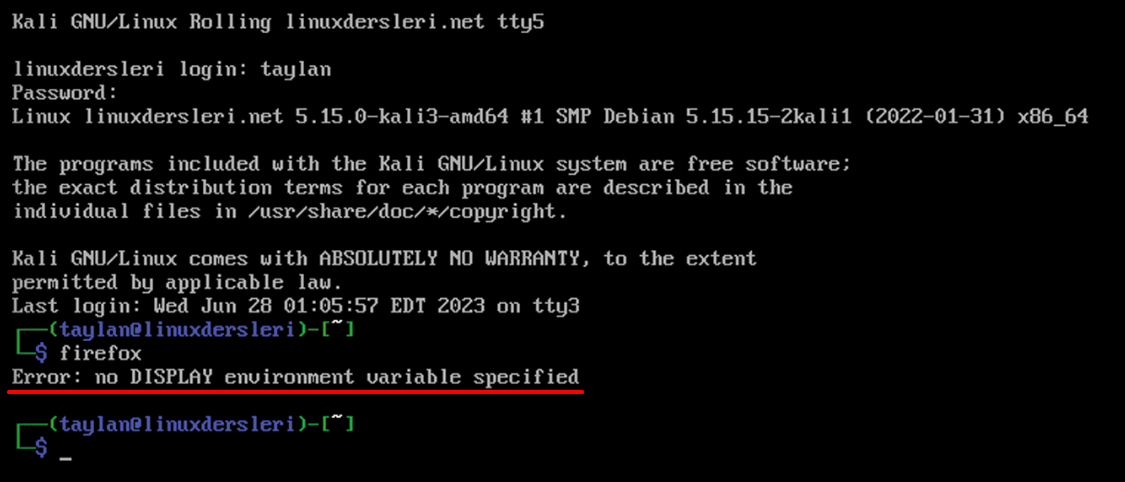 Kali GNU/Linux Rolling linuxdersleri.net tty5
linuxdersleri login: taylan
Password:
Linux linuxdersleri.net 5.15.0-kali3-amd64 #1 SMP Debian 5.15.15-2kali1 (2022-01-31) x86_64
The programs included with the Kali GNU/Linux system are free software;
the exact distribution terms for each program are described in the
individual files in /usr/share/doc/*/copyright.
Kali GNU/Linux comes with ABSOLUTELY NO WARRANTY, to the extent
permitted by applicable law.
Last login: Wed Jun 28 01:05:57 EDT 2023 on tty3
┌──(taylan@linuxdersleri)-[~]
└─$ firefox
Error: no DISPLAY environment variable specified
┌──(taylan@linuxdersleri)-[~]
└─$ _